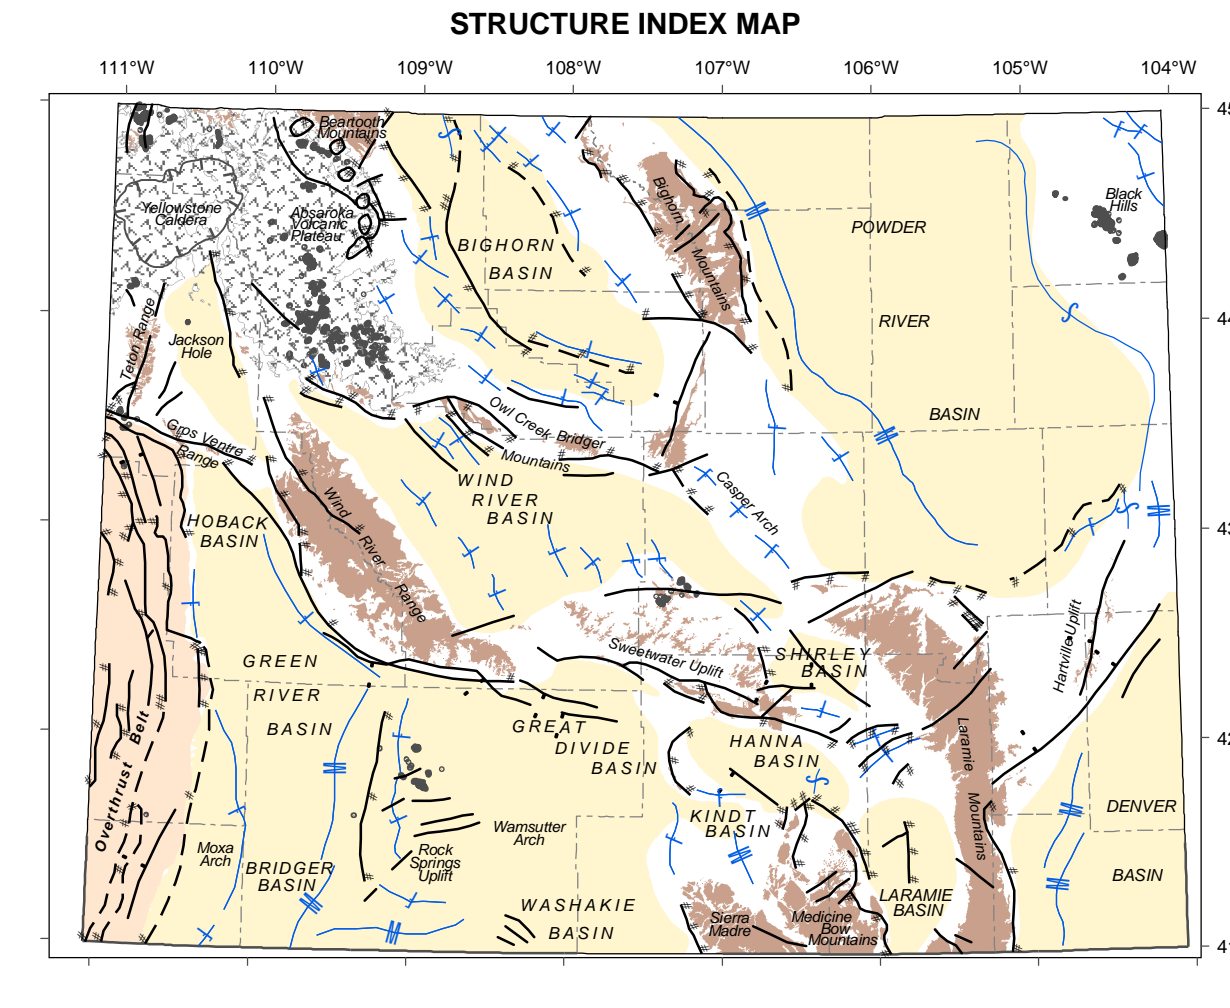 STRUCTURE INDEX MAP
111°W 110°W 109°W 108°W 107°W 106°W 105°W 104°W
45
Beartooth
Mountains
Yellowstone
Caldera
Absaroka
Volcanic
Plateau
Bighorn
Mountains
Black
Hills
BIGHORN
BASIN
POWDER
RIVER
BASIN
44
Teton Range
Jackson
Hole
Owl Creek Bridger
Mountains
Grps Ventre
Range
WIND
RIVER
BASIN
Casper Arch
HOBACK
BASIN
Wind River Range
43
GREEN
RIVER
BASIN
Sweetwater Uplift
SHIRLEY
BASIN
Hartville Uplift
Overthrust Belt
GREAT
DIVIDE
BASIN
HANNA
BASIN
Laramie
Mountains
42
KINDT
BASIN
DENVER
BASIN
Moxa
Arch
BRIDGER
BASIN
Rock
Springs
Uplift
Wamsutter
Arch
WASHAKIE
BASIN
Sierra
Madre
Medicine
Bow
Mountains
LARAMIE
BASIN
41